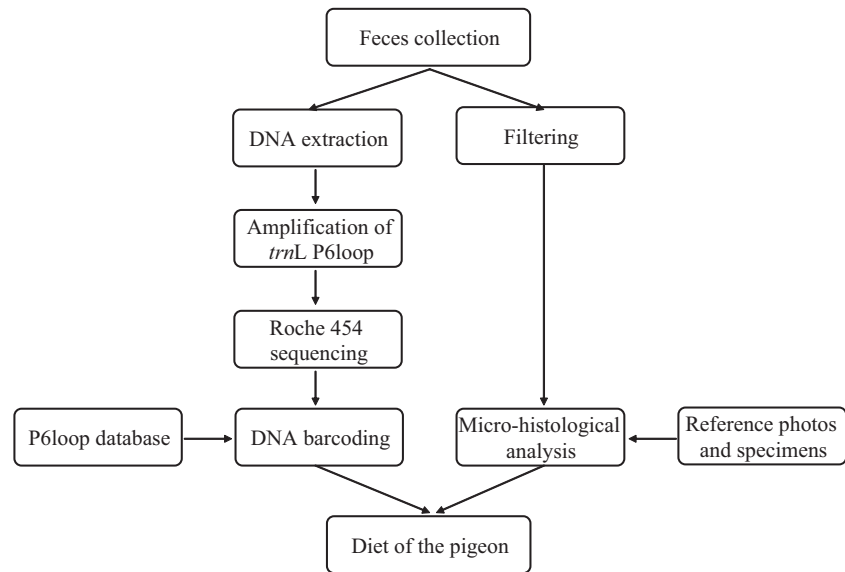 Feces collection
DNA extraction
Filtering
Amplification of
trnL P6loop
Roche 454
sequencing
P6loop database
DNA barcoding
Micro-histological
analysis
Reference photos
and specimens
Diet of the pigeon